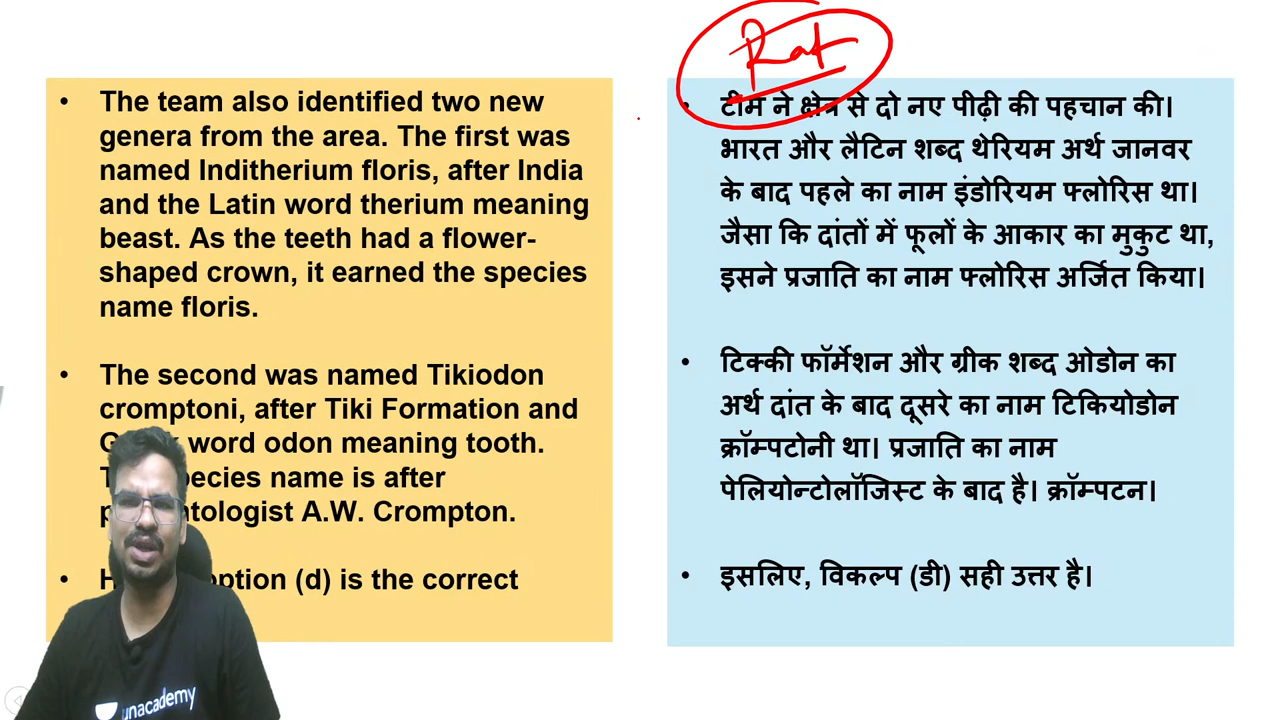 Rat
• The team also identified two new
genera from the area. The first was
named Inditherium floris, after India
and the Latin word therium meaning
beast. As the teeth had a flower-
shaped crown, it earned the species
name floris.
• The second was named Tikiodon
cromptoni, after Tiki Formation and
word odon meaning tooth.
species name is after
A.W. Crompton.
• option (d) is the correct
unacademy
• टीम ने क्षेत्र से दो नए पीढ़ी की पहचान की।
भारत और लैटिन शब्द थेरियम अर्थ जानवर
के बाद पहले का नाम इंडोरियम फ्लोरिस था।
जैसा कि दांतों में फूलों के आकार का मुकुट था,
इसने प्रजाति का नाम फ्लोरिस अर्जित किया।
• टिक्की फॉर्मेशन और ग्रीक शब्द ओडोन का
अर्थ दांत के बाद दूसरे का नाम टिकियोडोन
क्रॉम्पटोनी था। प्रजाति का नाम
पेलियोन्टोलॉजिस्ट के बाद है। क्रॉम्पटन।
• इसलिए, विकल्प (डी) सही उत्तर है।